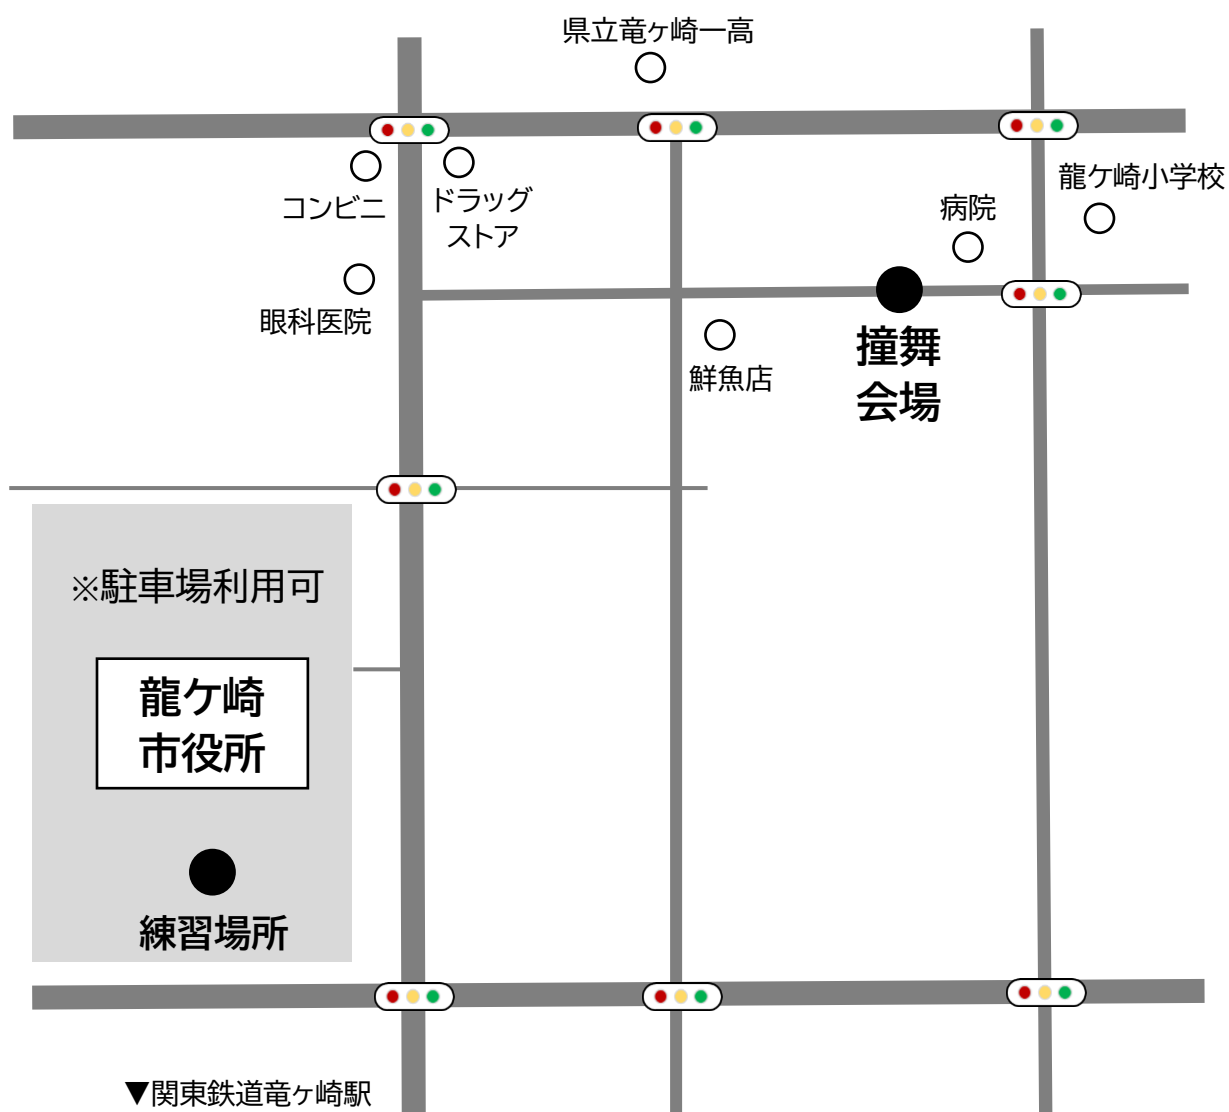 県立竜ヶ崎一高
龍ケ崎小学校
コンビニ
ドラッグ
ストア
病院
眼科医院
鮮魚店
撞舞
会場
※駐車場利用可
龍ケ崎
市役所
練習場所
▼関東鉄道竜ヶ崎駅